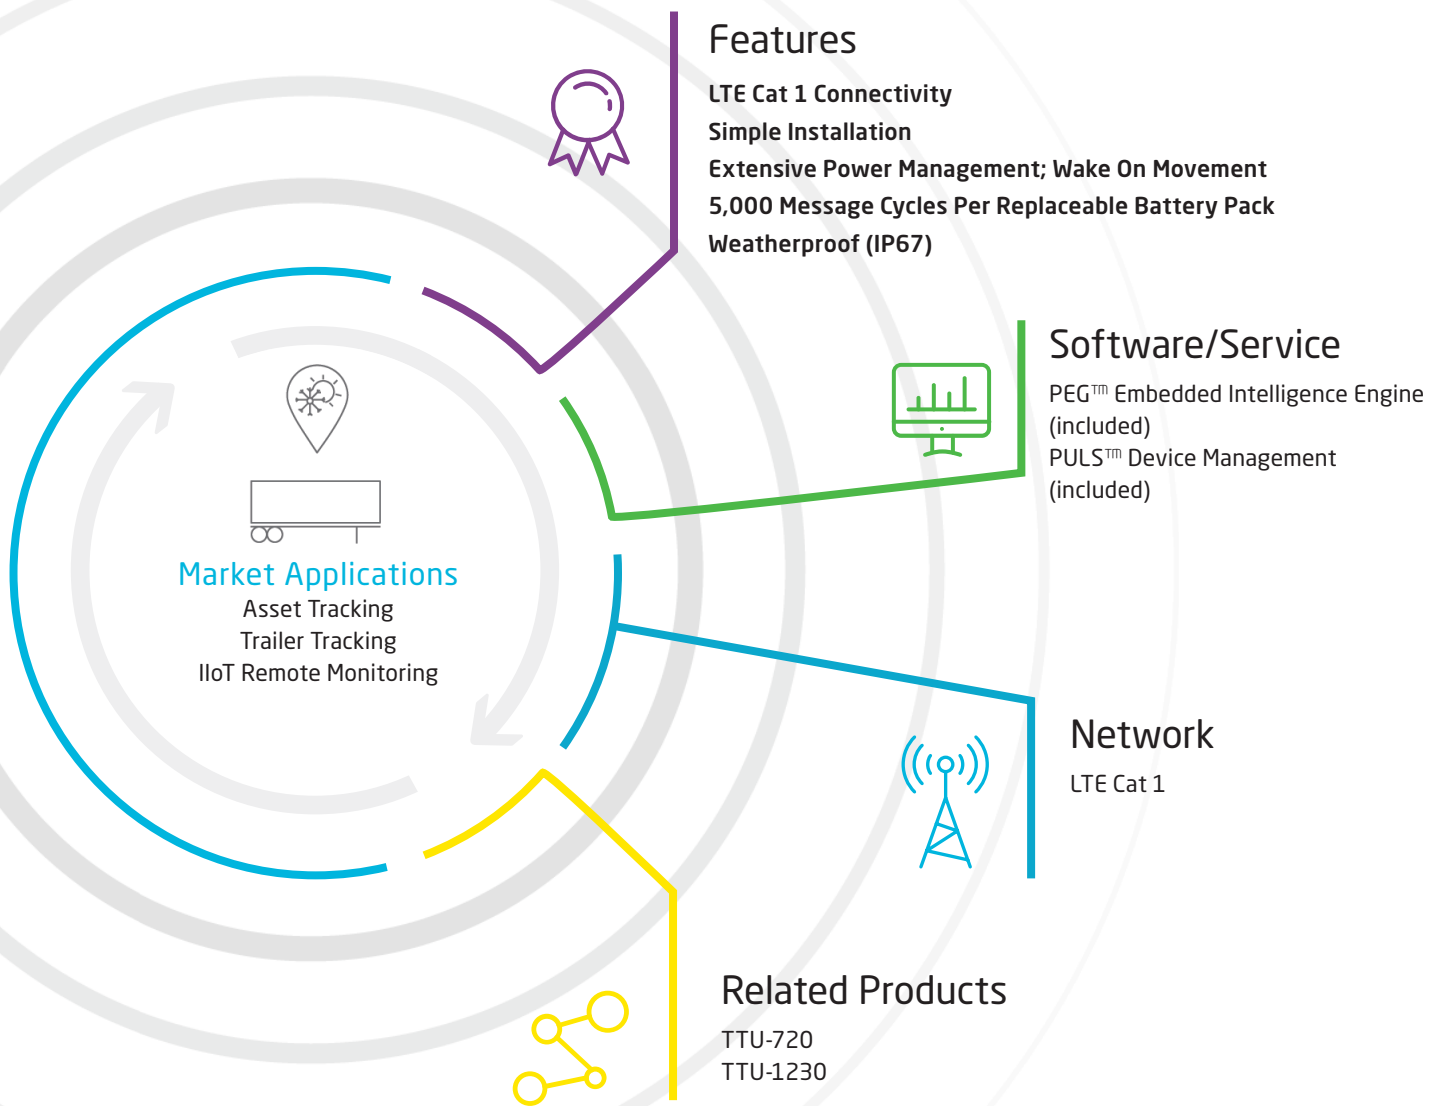 Features
LTE Cat 1 Connectivity
Simple Installation
Extensive Power Management; Wake On Movement
5,000 Message Cycles Per Replaceable Battery Pack
Weatherproof (IP67)
Software/Service
PEG™ Embedded Intelligence Engine
(included)
PULS™ Device Management
(included)
Market Applications
Asset Tracking
Trailer Tracking
IIoT Remote Monitoring
Network
LTE Cat 1
Related Products
TTU-720
TTU-1230